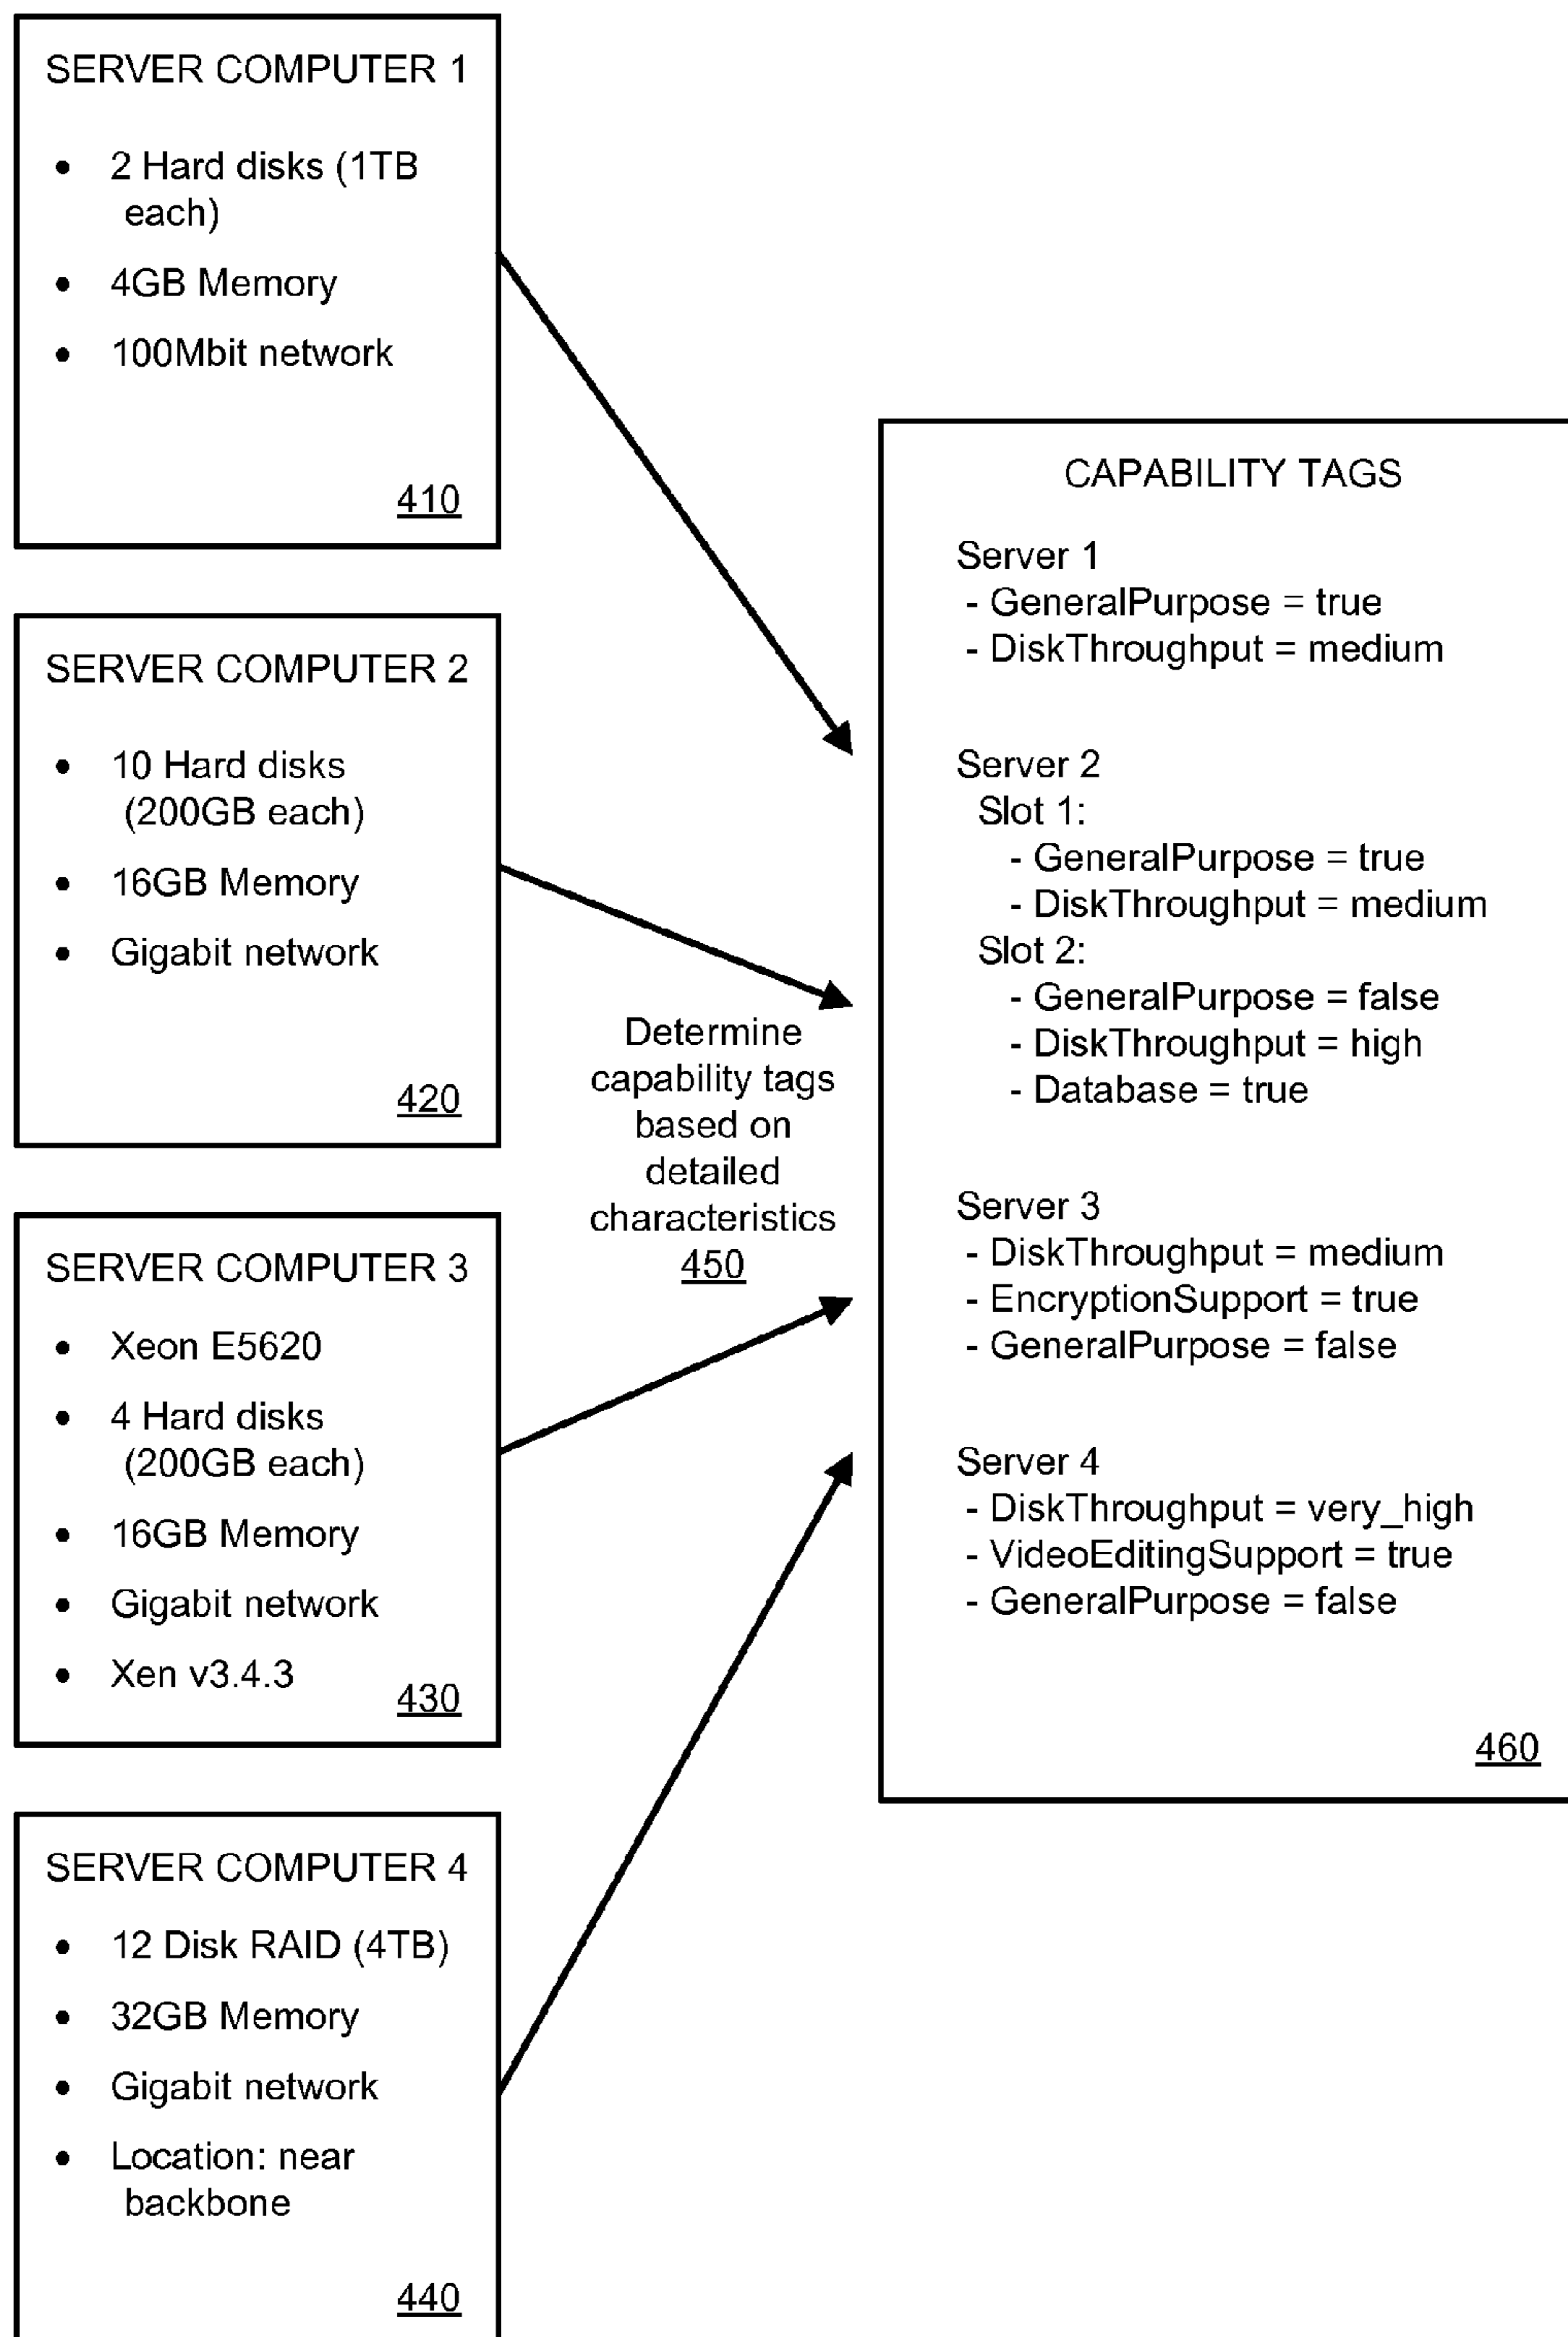 SERVER COMPUTER 1
• 2 Hard disks (1TB
each)
• 4GB Memory
• 100Mbit network
410
SERVER COMPUTER 2
• 10 Hard disks
(200GB each)
• 16GB Memory
• Gigabit network
420
SERVER COMPUTER 3
• Xeon E5620
• 4 Hard disks
(200GB each)
• 16GB Memory
• Gigabit network
• Xen v3.4.3
430
SERVER COMPUTER 4
• 12 Disk RAID (4TB)
• 32GB Memory
• Gigabit network
• Location: near
backbone
440
Determine
capability tags
based on
detailed
characteristics
450
CAPABILITY TAGS
Server 1
- GeneralPurpose = true
- DiskThroughput = medium
Server 2
Slot 1:
- GeneralPurpose = true
- DiskThroughput = medium
Slot 2:
- GeneralPurpose = false
- DiskThroughput = high
- Database = true
Server 3
- DiskThroughput = medium
- EncryptionSupport = true
- GeneralPurpose = false
Server 4
- DiskThroughput = very_high
- VideoEditingSupport = true
- GeneralPurpose = false
460